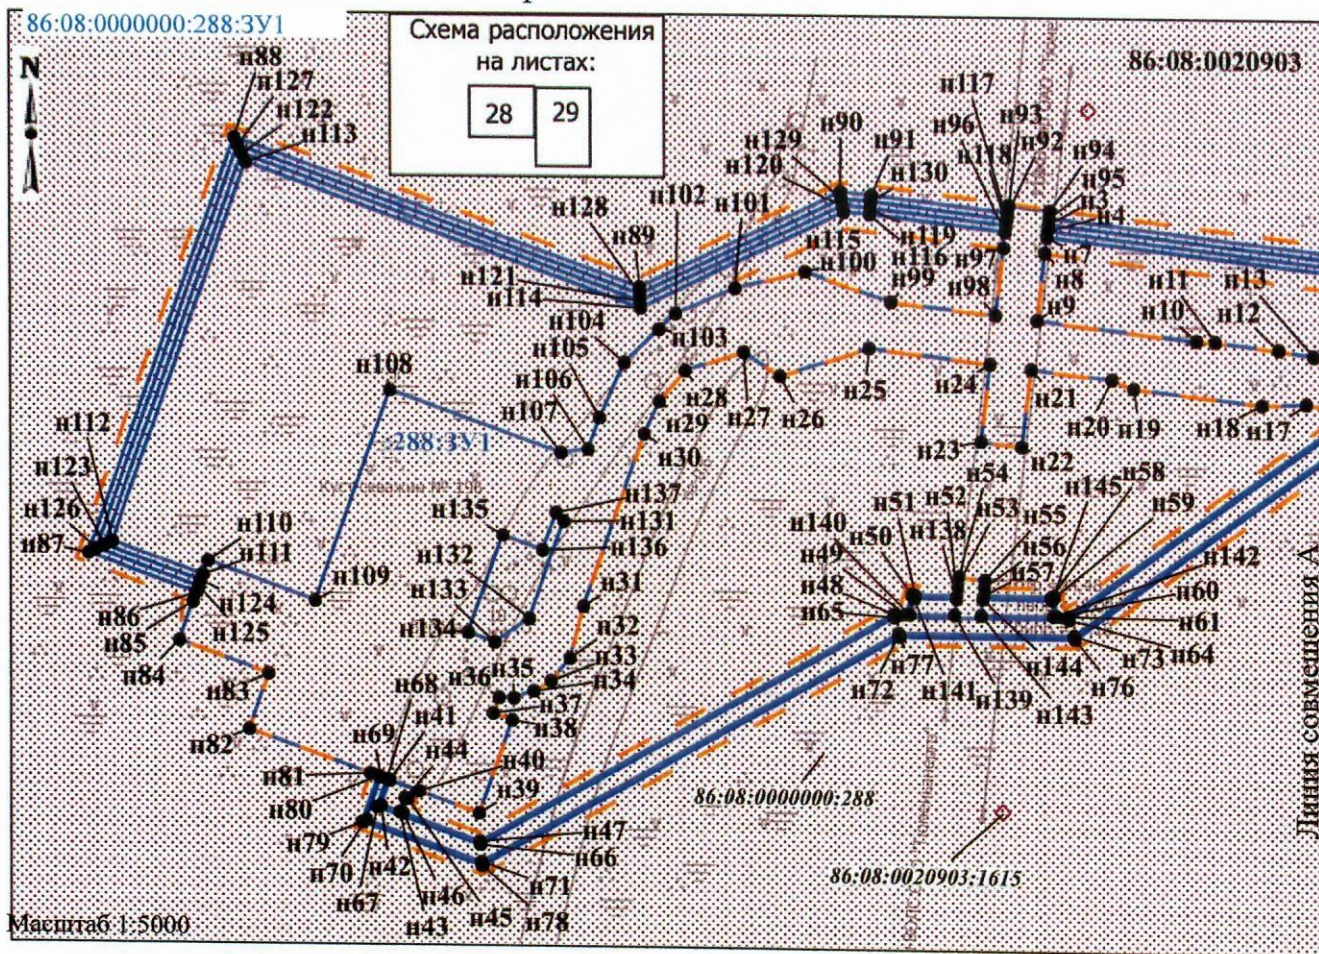 86:08:0000000:288:ЗУ1
Схема расположения
на листах:
28
29
86:08:0020903
N
н88
н127
н122
н113
н128
н89
н121
н114
н104
н105
н106
н107
н108
н102
н101
н103
н129
н120
н90
н91
н130
н115
н100
н119
н116
н99
н97
н98
н117
н96
н118
н93
н92
н94
н95
н3
н4
н7
н8
н9
н11
н10
н13
н12
н28
н29
н30
н27
н26
н25
н24
н23
н21
н22
н20
н19
н18
н17
288:ЗУ1
н112
н123
н126
н87
н110
н111
н109
н86
н85
н84
н124
н125
н83
н82
н135
н137
н131
н136
н132
н133
н134
н31
н32
н33
н34
н35
н36
н37
н38
н68
н41
н44
н40
н39
н69
н81
н80
н79
н70
н67
н42
н43
н46
н45
н47
н66
н71
н78
н140
н50
н51
н49
н48
н65
н52
н138
н54
н53
н55
н56
н57
н145
н58
н59
н142
н60
н61
н64
н73
н76
н144
н143
н139
н141
н77
н72
86:08:0000000:288
86:08:0020903:1615
Линия совмещения А
Масштаб 1:5000